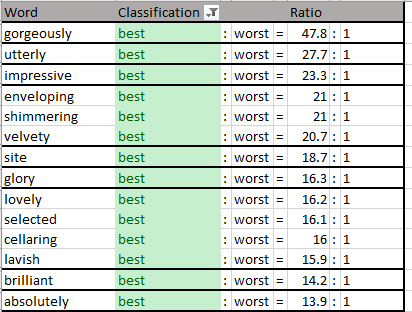 Word Classification Ratio
gorgeously best : worst = 47.8 : 1
utterly best : worst = 27.7 : 1
impressive best : worst = 23.3 : 1
enveloping best : worst = 21 : 1
shimmering best : worst = 21 : 1
velvety best : worst = 20.7 : 1
site best : worst = 18.7 : 1
glory best : worst = 16.3 : 1
lovely best : worst = 16.2 : 1
selected best : worst = 16.1 : 1
cellaring best : worst = 16 : 1
lavish best : worst = 15.9 : 1
brilliant best : worst = 14.2 : 1
absolutely best : worst = 13.9 : 1